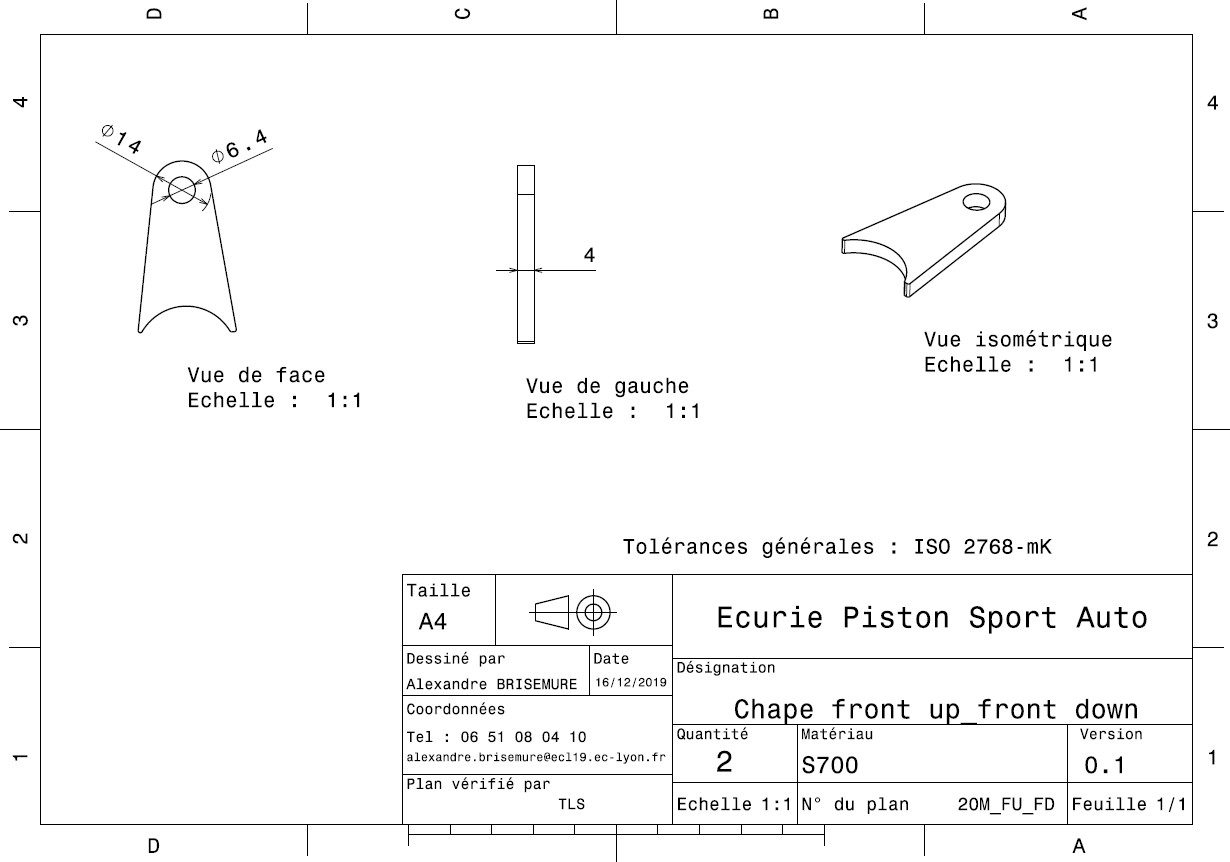 D C B A
4 4
⌀14
⌀6.4
4
3 3
Vue de face
Echelle : 1:1
Vue de gauche
Echelle : 1:1
Vue isométrique
Echelle : 1:1
2 2
Tolérances générales : ISO 2768-mK
Taille
A4
Ecurie Piston Sport Auto
Dessiné par
Alexandre BRISEMURE
Date
16/12/2019
Désignation
Chape front up_front down
Coordonnées
Tel : 06 51 08 04 10
alexandre.brisemure@ecl19.ec-lyon.fr
Quantité
2
Matériau
S700
Version
0.1
1 1
Plan vérifié par
TLS
Echelle 1:1
N° du plan 20M_FU_FD
Feuille 1/1
D A